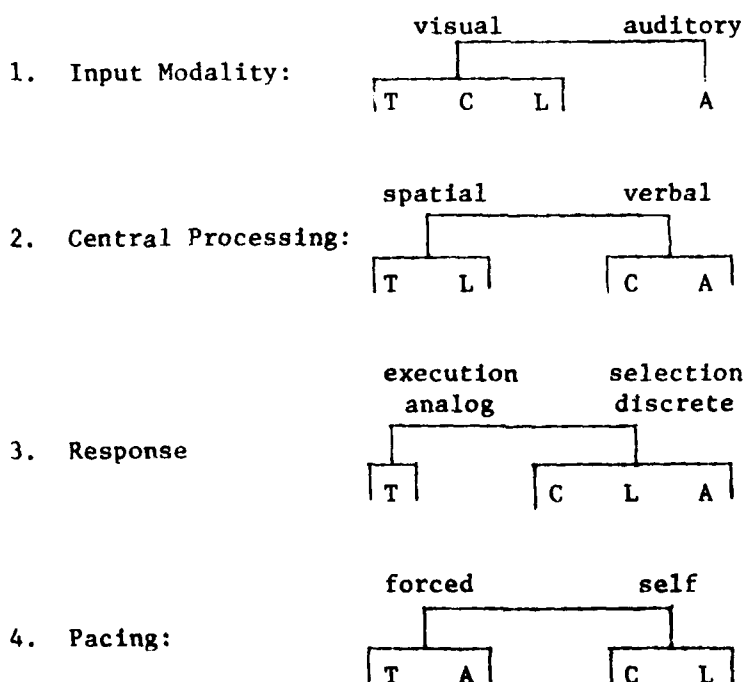 visual auditory
1. Input Modality:
T C L A
spatial verbal
2. Central Processing:
T L C A
execution selection
analog discrete
3. Response
T C L A
forced self
4. Pacing:
T A C L